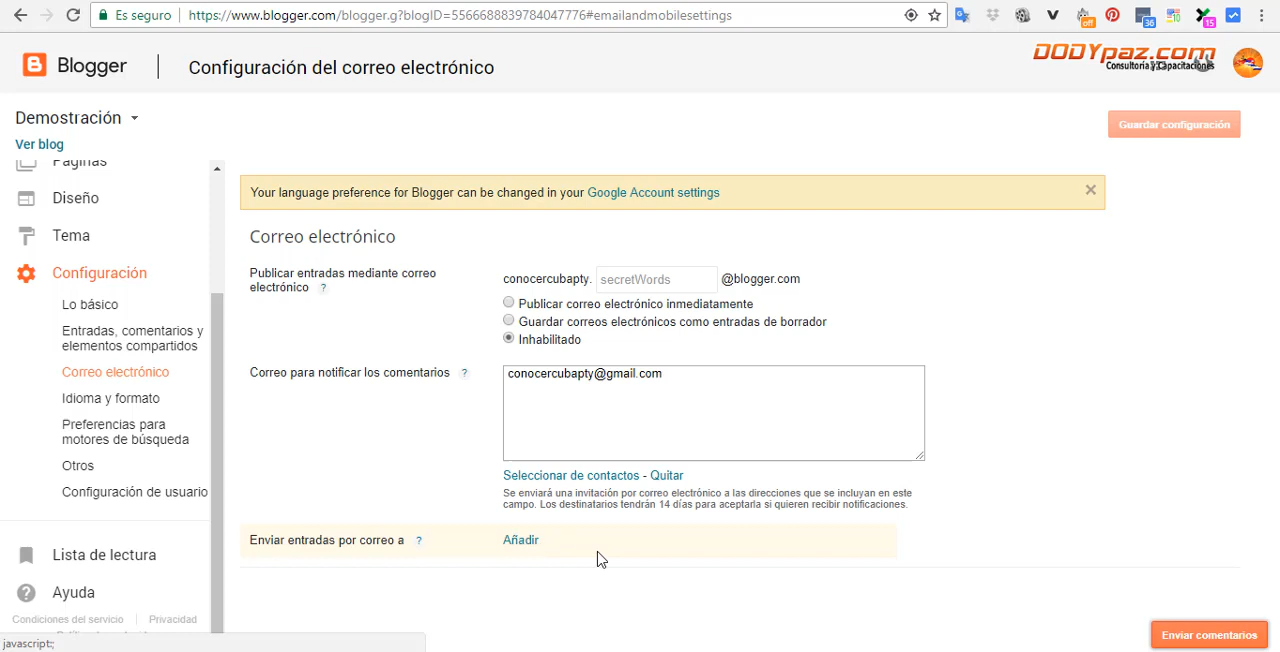 Es seguro
https://www.blogger.com/blogger.g?blogID=5566688839784047776#emailandmobilesettings
off
36
10
15
Blogger
Configuración del correo electrónico
DODYpaz.com
Consultoría y Capacitaciones
Demostración
Guardar configuración
Ver blog
Páginas
Diseño
Tema
Configuración
Lo básico
Entradas, comentarios y
elementos compartidos
Correo electrónico
Idioma y formato
Preferencias para
motores de búsqueda
Otros
Configuración de usuario
Lista de lectura
Ayuda
Condiciones del servicio
Privacidad
javascript:;
Your language preference for Blogger can be changed in your Google Account settings
Correo electrónico
Publicar entradas mediante correo
electrónico ?
conocercubapty. secretWords @blogger.com
Publicar correo electrónico inmediatamente
Guardar correos electrónicos como entradas de borrador
Inhabilitado
Correo para notificar los comentarios ?
conocercubapty@gmail.com
Seleccionar de contactos - Quitar
Se enviará una invitación por correo electrónico a las direcciones que se incluyan en este
campo. Los destinatarios tendrán 14 días para aceptarla si quieren recibir notificaciones.
Enviar entradas por correo a ?
Añadir
Enviar comentarios